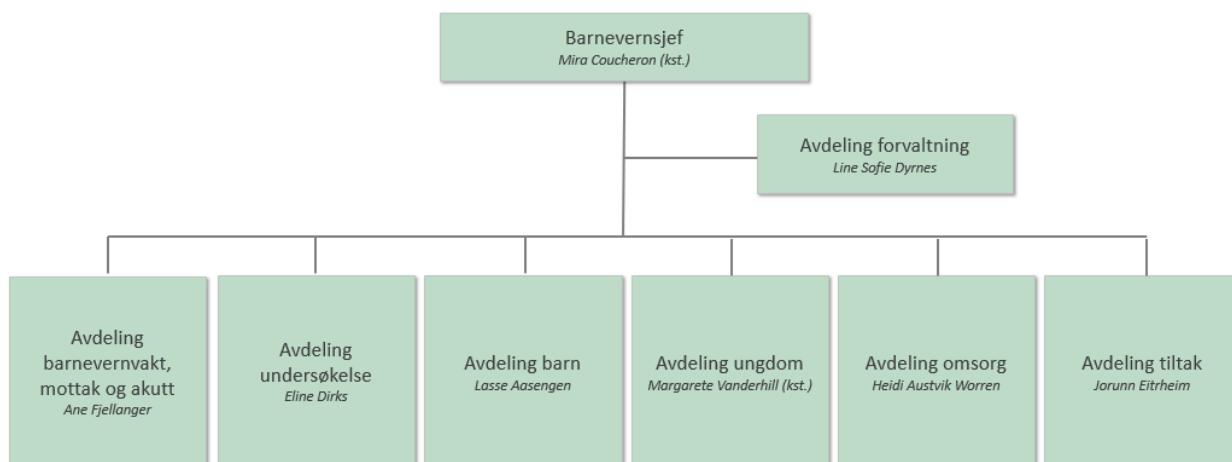 Barnevernsjef
Mira Coucheron (kst.)
Avdeling forvaltning
Line Sofie Dyrnes
Avdeling
barnevernvakt,
mottak og akutt
Ane Fjellanger
Avdeling
undersøkelse
Eline Dirks
Avdeling barn
Lasse Aasengen
Avdeling ungdom
Margarete Vanderhill (kst.)
Avdeling omsorg
Heidi Austvik Worren
Avdeling tiltak
Jorunn Eitrheim